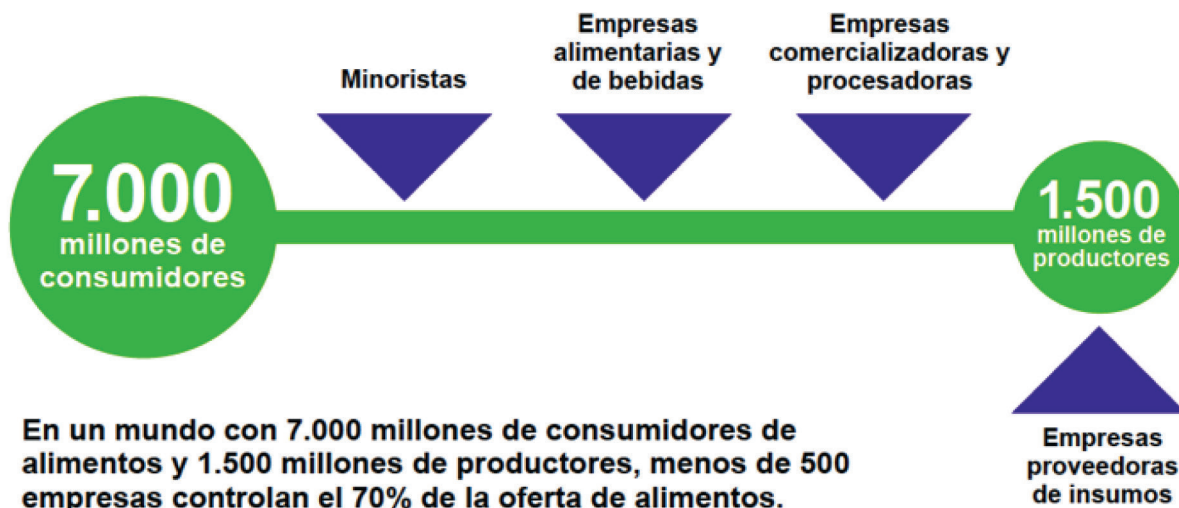 Minoristas
Empresas
alimentarias y
de bebidas
Empresas
comercializadoras y
procesadoras
7.000
millones de
consumidores
1.500
millones de
productores
En un mundo con 7.000 millones de consumidores de
alimentos y 1.500 millones de productores, menos de 500
empresas controlan el 70% de la oferta de alimentos.
Empresas
proveedoras
de insumos